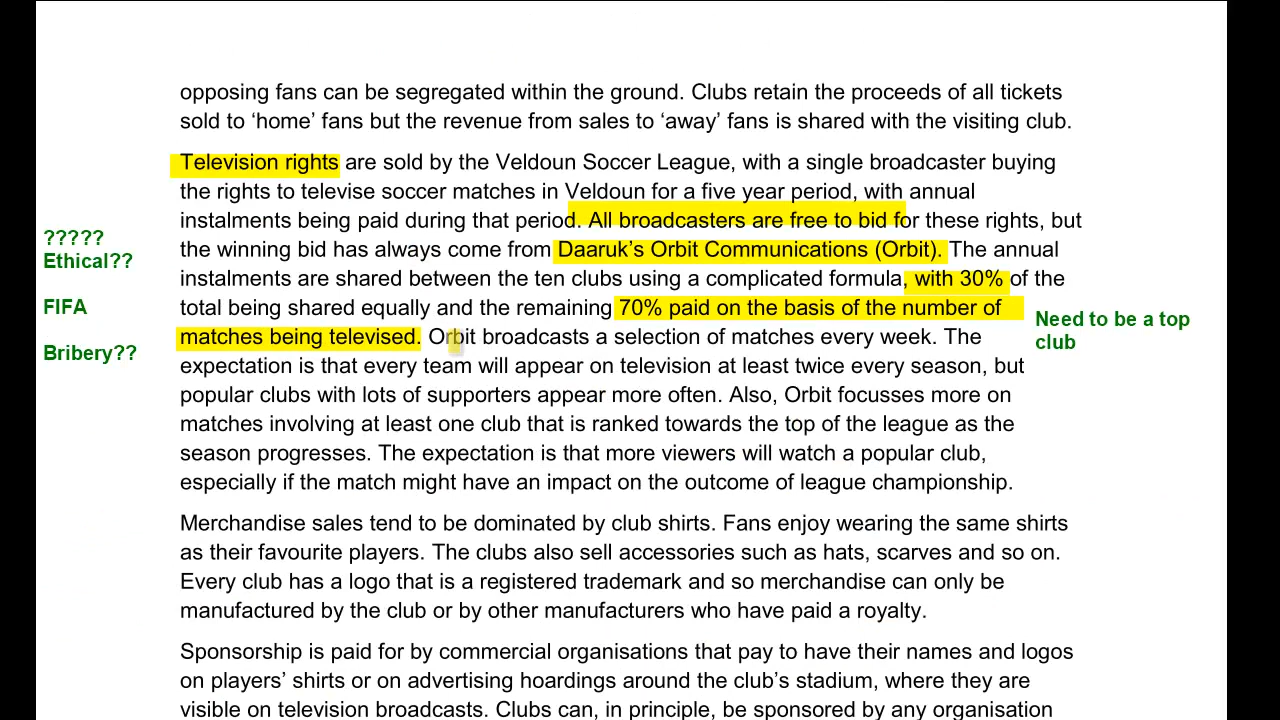 opposing fans can be segregated within the ground. Clubs retain the proceeds of all tickets
sold to ‘home’ fans but the revenue from sales to ‘away’ fans is shared with the visiting club.
Television rights are sold by the Veldoun Soccer League, with a single broadcaster buying
the rights to televise soccer matches in Veldoun for a five year period, with annual
instalments being paid during that period. All broadcasters are free to bid for these rights, but
the winning bid has always come from Daaruk’s Orbit Communications (Orbit). The annual
instalments are shared between the ten clubs using a complicated formula, with 30% of the
total being shared equally and the remaining 70% paid on the basis of the number of
matches being televised. Orbit broadcasts a selection of matches every week. The
expectation is that every team will appear on television at least twice every season, but
popular clubs with lots of supporters appear more often. Also, Orbit focusses more on
matches involving at least one club that is ranked towards the top of the league as the
season progresses. The expectation is that more viewers will watch a popular club,
especially if the match might have an impact on the outcome of league championship.
Merchandise sales tend to be dominated by club shirts. Fans enjoy wearing the same shirts
as their favourite players. The clubs also sell accessories such as hats, scarves and so on.
Every club has a logo that is a registered trademark and so merchandise can only be
manufactured by the club or by other manufacturers who have paid a royalty.
Sponsorship is paid for by commercial organisations that pay to have their names and logos
on players’ shirts or on advertising hoardings around the club’s stadium, where they are
visible on television broadcasts. Clubs can, in principle, be sponsored by any organisation
?????
Ethical??
FIFA
Bribery??
Need to be a top
club